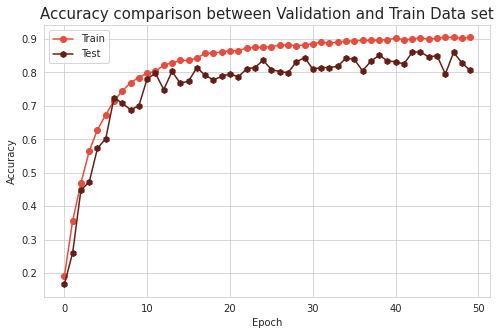 Accuracy comparison between Validation and Train Data set
Train
Test
Accuracy
0.9
0.8
0.7
0.6
0.5
0.4
0.3
0.2
0 10 20 30 40 50
Epoch